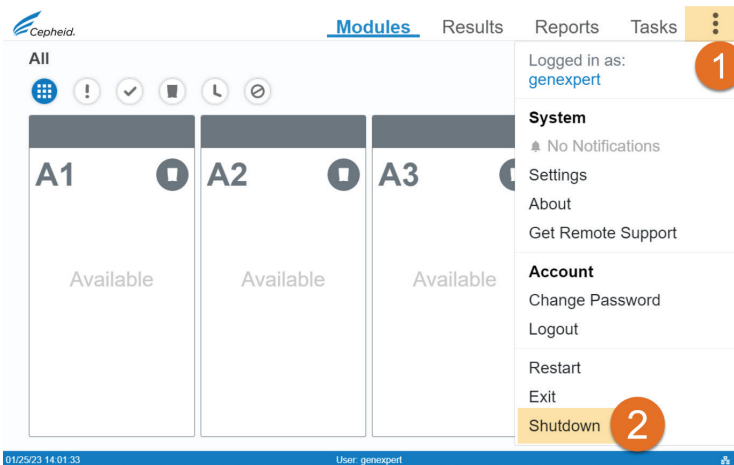 Cepheid.
Modules Results Reports Tasks
All
Logged in as:
genexpert
1
System
No Notifications
Settings
About
Get Remote Support
A1 A2 A3
Available Available Available
Account
Change Password
Logout
Restart
Exit
Shutdown 2
01/25/23 14:01:33 User: genexpert